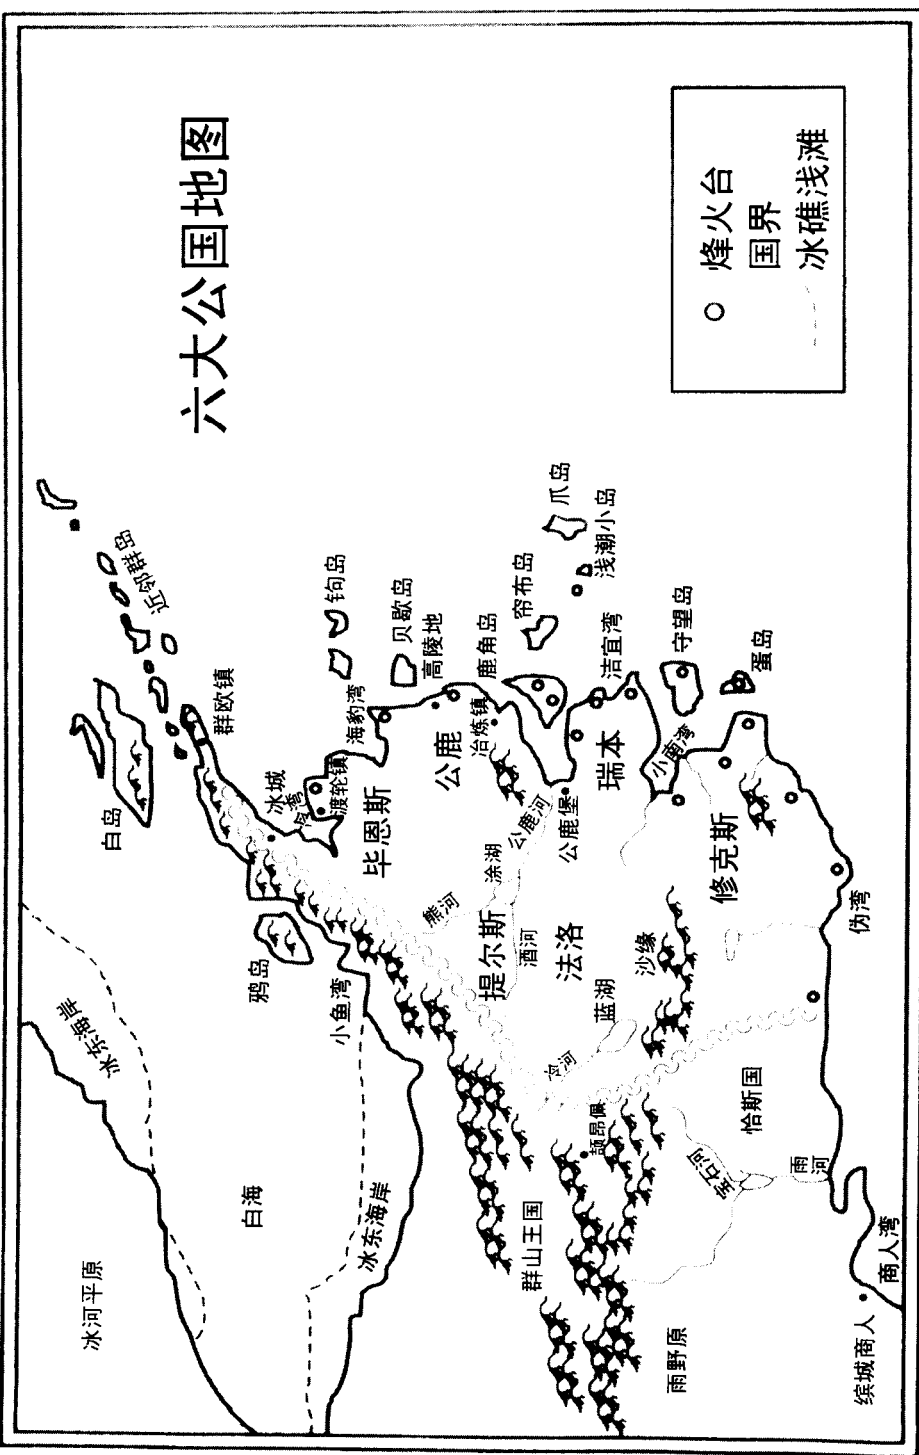 六大公国地图
烽火台
国界
冰礁浅滩
冰河平原
冰东海岸
白海
冰东海岸
白岛
鸦岛
小鱼湾
近邻群岛
群欧镇
冰城
冷湾
渡轮镇
海豹湾
钩岛
贝歇岛
高陵地
毕恩斯
公鹿
冶炼镇
鹿角岛
帘布岛
爪岛
浅潮小岛
洁宜湾
守望岛
蛋岛
小南湾
瑞本
公鹿堡
公鹿河
涂湖
熊河
酒河
提尔斯
法洛
蓝湖
冷河
沙缘
修克斯
伪湾
颉昂佩
群山王国
恰斯国
宝石河
雨河
雨野原
商人湾
缤城商人